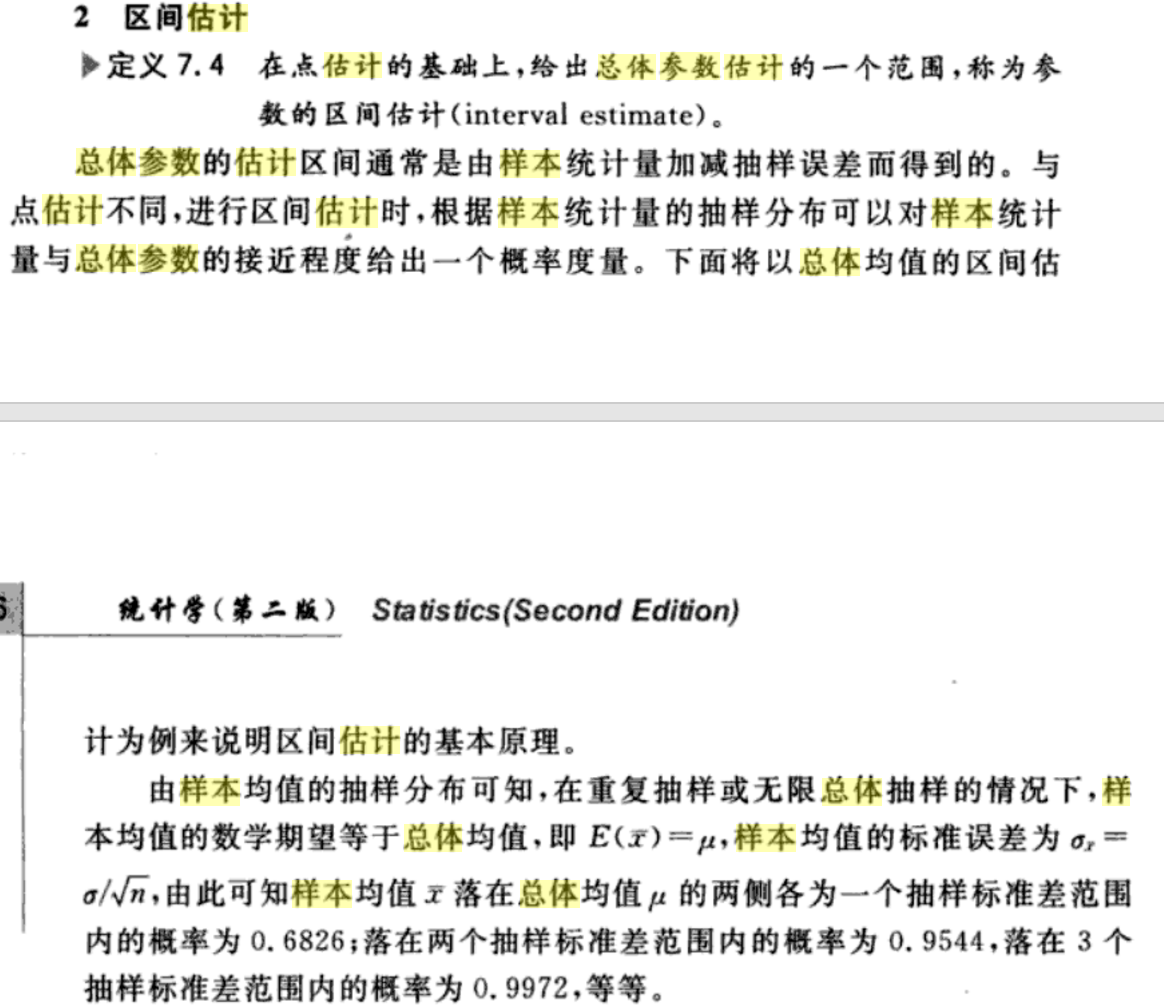 2 区间估计
▶定义 7.4 在点估计的基础上,给出总体参数估计的一个范围,称为参
数的区间估计(interval estimate)。
总体参数的估计区间通常是由样本统计量加减抽样误差而得到的。与
点估计不同,进行区间估计时,根据样本统计量的抽样分布可以对样本统计
量与总体参数的接近程度给出一个概率度量。下面将以总体均值的区间估
6
统计学(第二版) Statistics(Second Edition)
计为例来说明区间估计的基本原理。
由样本均值的抽样分布可知,在重复抽样或无限总体抽样的情况下,样
本均值的数学期望等于总体均值,即 E(x̄)=μ,样本均值的标准误差为 σₓ=
σ/√n,由此可知样本均值 x̄ 落在总体均值 μ 的两侧各为一个抽样标准差范围
内的概率为 0.6826;落在两个抽样标准差范围内的概率为 0.9544,落在 3 个
抽样标准差范围内的概率为 0.9972,等等。